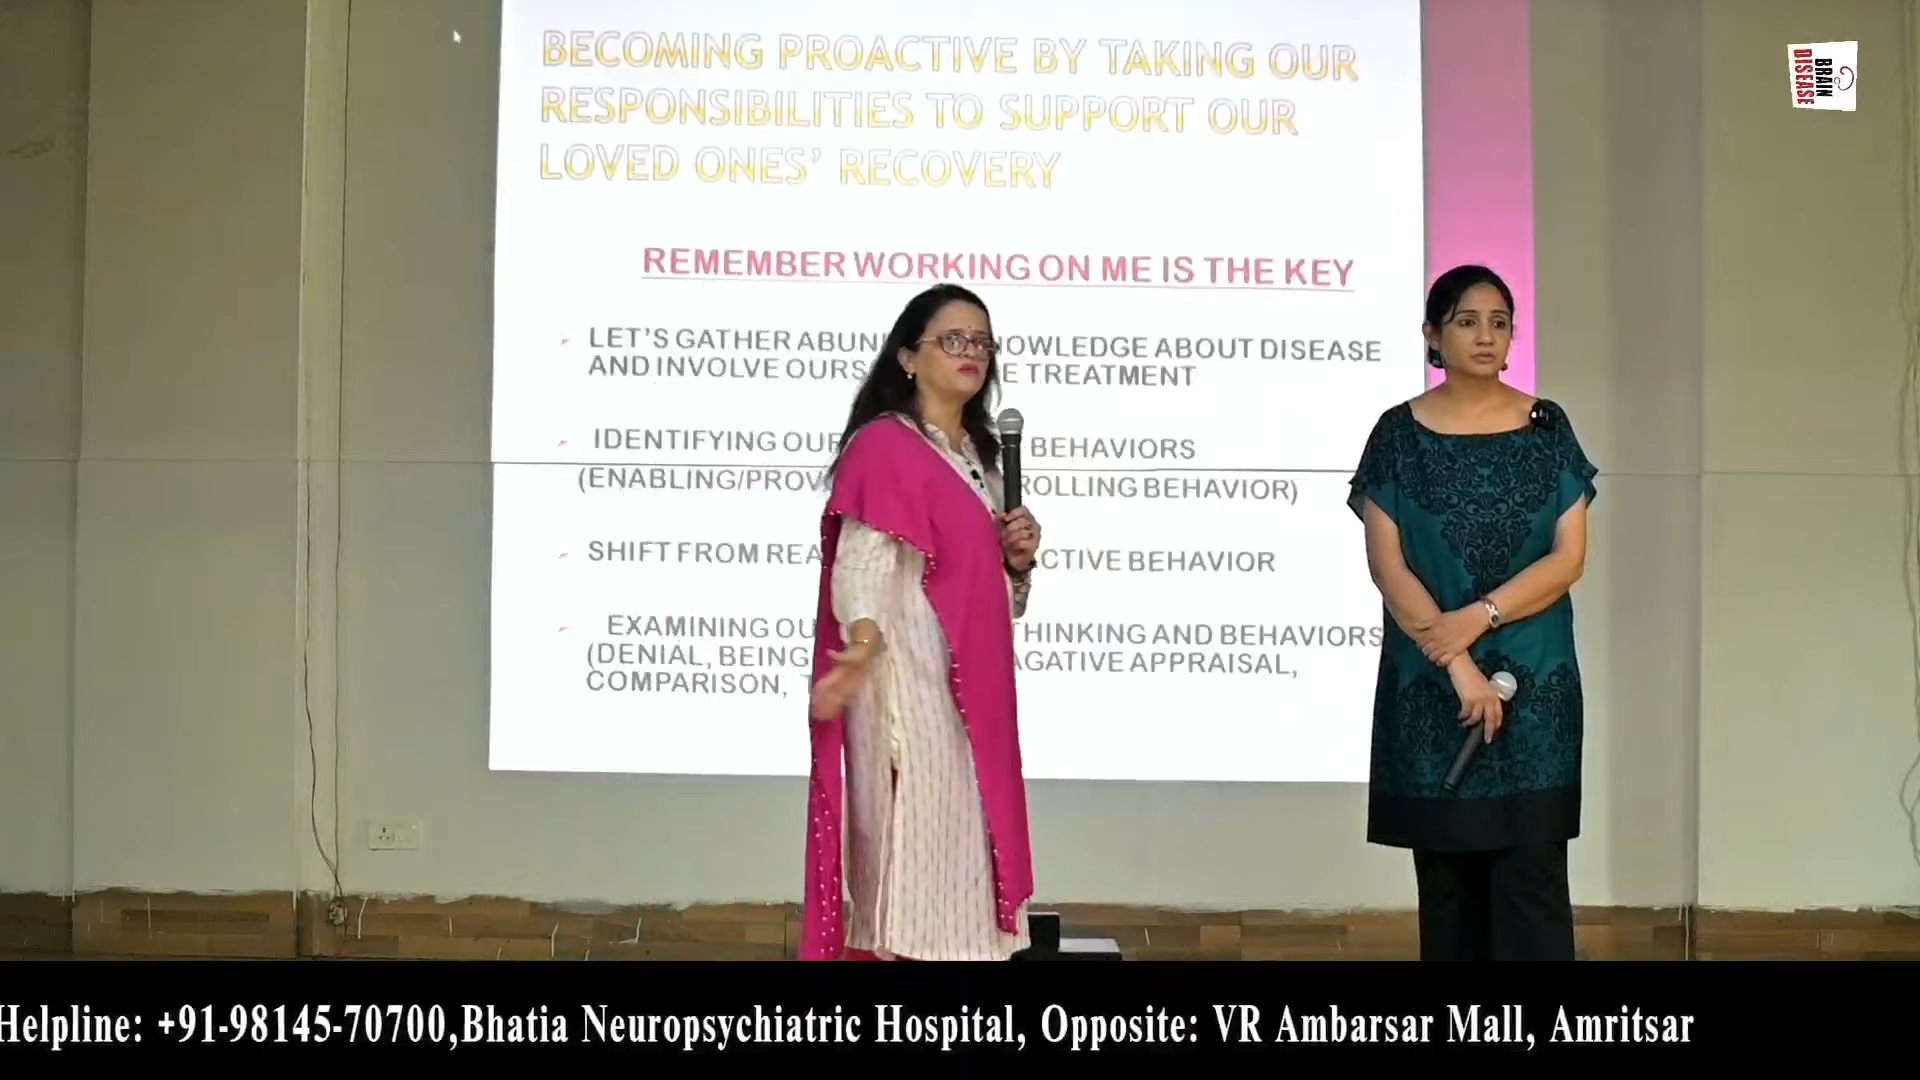 BECOMING PROACTIVE BY TAKING OUR
RESPONSIBILITIES TO SUPPORT OUR
LOVED ONES’ RECOVERY
REMEMBER WORKING ON ME IS THE KEY
LET’S GATHER ABUN OWLEDGE ABOUT DISEASE
AND INVOLVE OURS E TREATMENT
IDENTIFYING OUR BEHAVIORS
(ENABLING/PROV ROLLING BEHAVIOR)
SHIFT FROM REA CTIVE BEHAVIOR
EXAMINING OU THINKING AND BEHAVIORS
(DENIAL, BEING AGATIVE APPRAISAL,
COMPARISON,
BRAIN
DISEASE
Helpline: +91-98145-70700,Bhatia Neuropsychiatric Hospital, Opposite: VR Ambarsar Mall, Amritsar